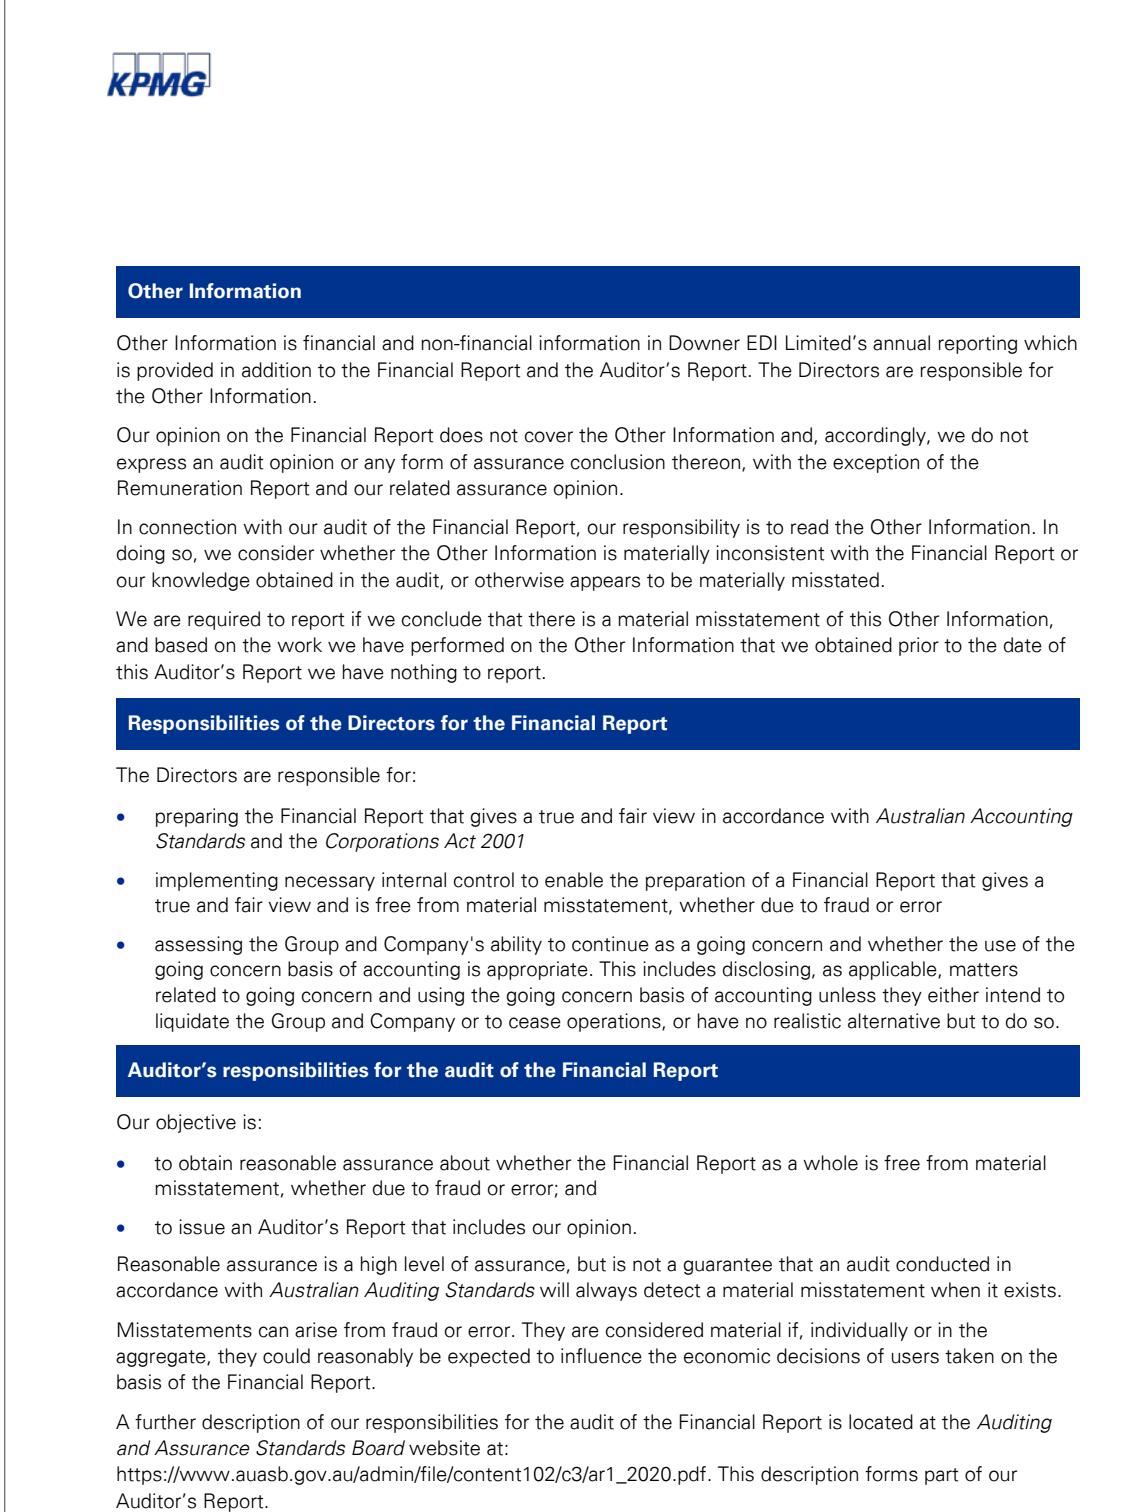 KPMG
Other Information
Other Information is financial and non-financial information in Downer EDI Limited’s annual reporting which
is provided in addition to the Financial Report and the Auditor’s Report. The Directors are responsible for
the Other Information.
Our opinion on the Financial Report does not cover the Other Information and, accordingly, we do not
express an audit opinion or any form of assurance conclusion thereon, with the exception of the
Remuneration Report and our related assurance opinion.
In connection with our audit of the Financial Report, our responsibility is to read the Other Information. In
doing so, we consider whether the Other Information is materially inconsistent with the Financial Report or
our knowledge obtained in the audit, or otherwise appears to be materially misstated.
We are required to report if we conclude that there is a material misstatement of this Other Information,
and based on the work we have performed on the Other Information that we obtained prior to the date of
this Auditor’s Report we have nothing to report.
Responsibilities of the Directors for the Financial Report
The Directors are responsible for:
• preparing the Financial Report that gives a true and fair view in accordance with Australian Accounting
Standards and the Corporations Act 2001
• implementing necessary internal control to enable the preparation of a Financial Report that gives a
true and fair view and is free from material misstatement, whether due to fraud or error
• assessing the Group and Company's ability to continue as a going concern and whether the use of the
going concern basis of accounting is appropriate. This includes disclosing, as applicable, matters
related to going concern and using the going concern basis of accounting unless they either intend to
liquidate the Group and Company or to cease operations, or have no realistic alternative but to do so.
Auditor’s responsibilities for the audit of the Financial Report
Our objective is:
• to obtain reasonable assurance about whether the Financial Report as a whole is free from material
misstatement, whether due to fraud or error; and
• to issue an Auditor’s Report that includes our opinion.
Reasonable assurance is a high level of assurance, but is not a guarantee that an audit conducted in
accordance with Australian Auditing Standards will always detect a material misstatement when it exists.
Misstatements can arise from fraud or error. They are considered material if, individually or in the
aggregate, they could reasonably be expected to influence the economic decisions of users taken on the
basis of the Financial Report.
A further description of our responsibilities for the audit of the Financial Report is located at the Auditing
and Assurance Standards Board website at:
https://www.auasb.gov.au/admin/file/content102/c3/ar1_2020.pdf. This description forms part of our
Auditor’s Report.